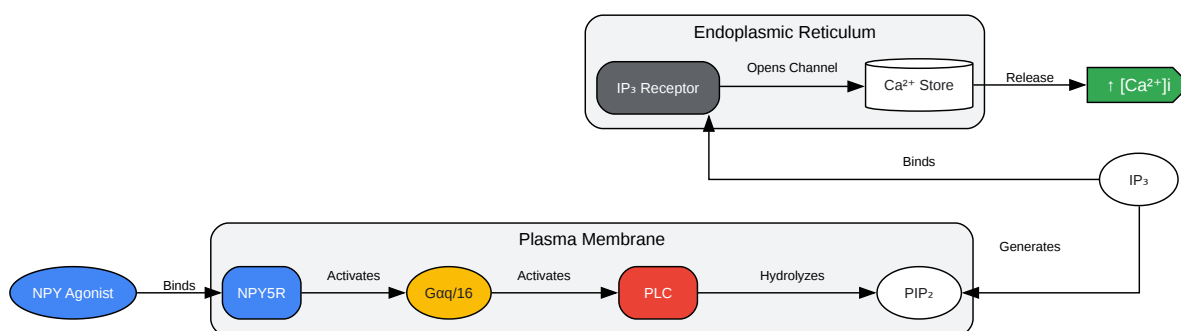 Endoplasmic Reticulum
IP₃ Receptor
Opens Channel
Ca²⁺ Store
Release
↑ [Ca²⁺]i
Binds
IP₃
Plasma Membrane
Generates
NPY Agonist
Binds
NPY5R
Activates
Gαq/16
Activates
PLC
Hydrolyzes
PIP₂